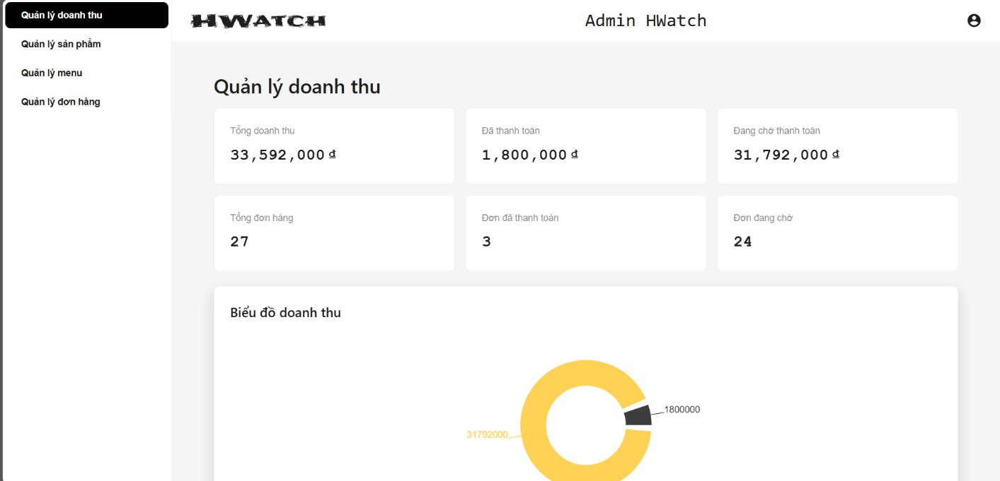 Quản lý doanh thu
Quản lý sản phẩm
Quản lý menu
Quản lý đơn hàng
HWATCH
Admin HWatch
Quản lý doanh thu
Tổng doanh thu
33,592,000 ₫
Đã thanh toán
1,800,000 ₫
Đang chờ thanh toán
31,792,000 ₫
Tổng đơn hàng
27
Đơn đã thanh toán
3
Đơn đang chờ
24
Biểu đồ doanh thu
1800000
31792000